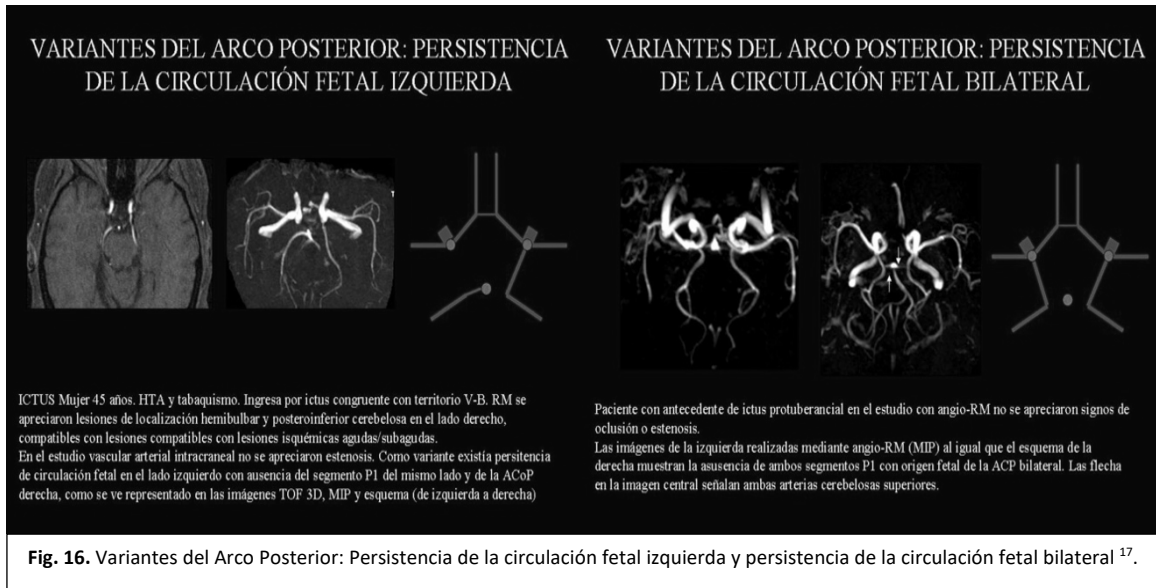 VARIANTES DEL ARCO POSTERIOR: PERSISTENCIA
DE LA CIRCULACIÓN FETAL IZQUIERDA
ICTUS Mujer 45 años. HTA y tabaquismo. Ingresa por ictus congruente con territorio V-B. RM se
apreciaron lesiones de localización hemibulbar y posteroinferior cerebelosa en el lado derecho,
compatibles con lesiones compatibles con lesiones isquémicas agudas/subagudas.
En el estudio vascular arterial intracraneal no se apreciaron estenosis. Como variante existía persitencia
de circulación fetal en el lado izquierdo con ausencia del segmento P1 del mismo lado y de la ACoP
derecha, como se ve representado en las imágenes TOF 3D, MIP y esquema (de izquierda a derecha)
VARIANTES DEL ARCO POSTERIOR: PERSISTENCIA
DE LA CIRCULACIÓN FETAL BILATERAL
Paciente con antecedente de ictus protuberancial en el estudio con angio-RM no se apreciaron signos de
oclusión o estenosis.
Las imágenes de la izquierda realizadas mediante angio-RM (MIP) al igual que el esquema de la
derecha muestran la asusencia de ambos segmentos P1 con origen fetal de la ACP bilateral. Las flecha
en la imagen central señalan ambas arterias cerebelosas superiores.
Fig. 16. Variantes del Arco Posterior: Persistencia de la circulación fetal izquierda y persistencia de la circulación fetal bilateral 17.